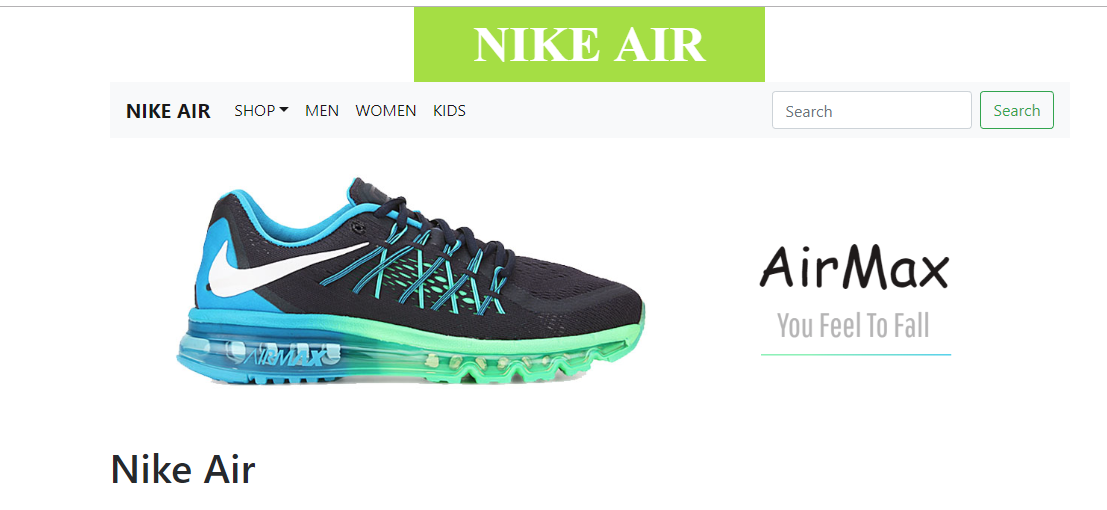 NIKE AIR
NIKE AIR SHOP MEN WOMEN KIDS Search Search
AIRMAX
AirMax
You Feel To Fall
Nike Air